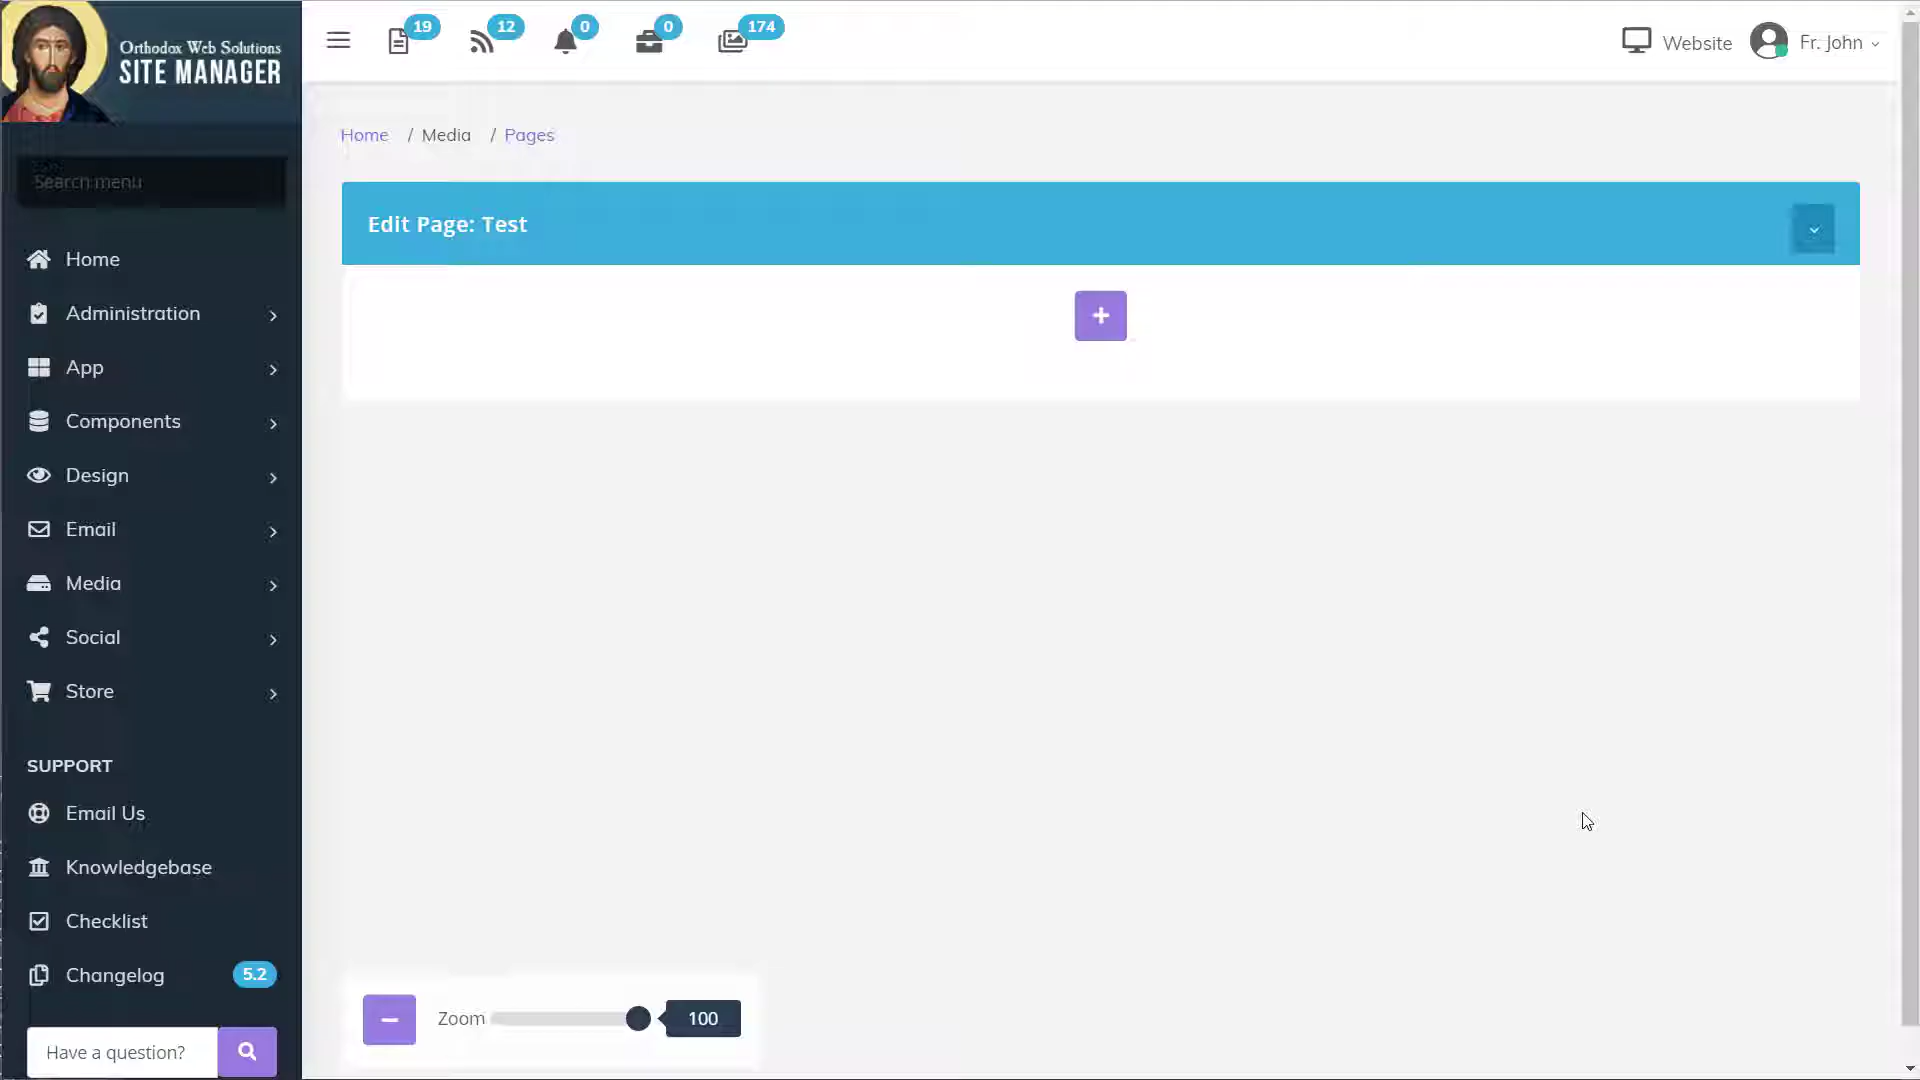 Orthodox Web Solutions
SITE MANAGER
19
12
0
0
174
Website
Fr. John
Search menu
Home / Media / Pages
Edit Page: Test
+
Home
Administration
App
Components
Design
Email
Media
Social
Store
SUPPORT
Email Us
Knowledgebase
Checklist
Changelog 5.2
Have a question?
Zoom 100